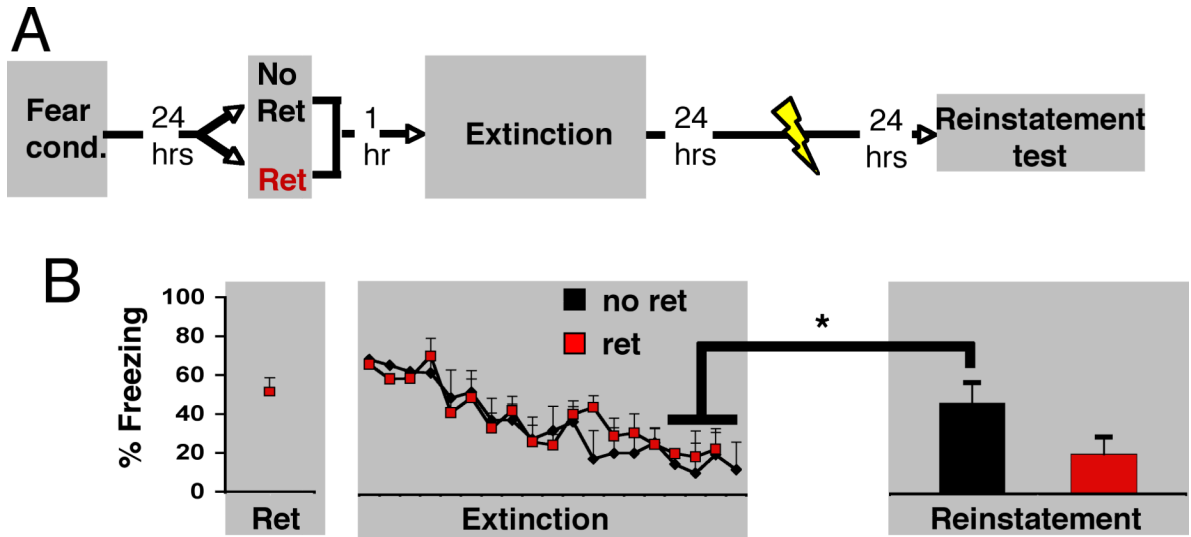 A
Fear
cond.
24
hrs
No
Ret
Ret
1
hr
Extinction
24
hrs
24
hrs
Reinstatement
test
B
% Freezing
100
80
60
40
20
0
Ret
no ret
ret
Extinction
*
Reinstatement